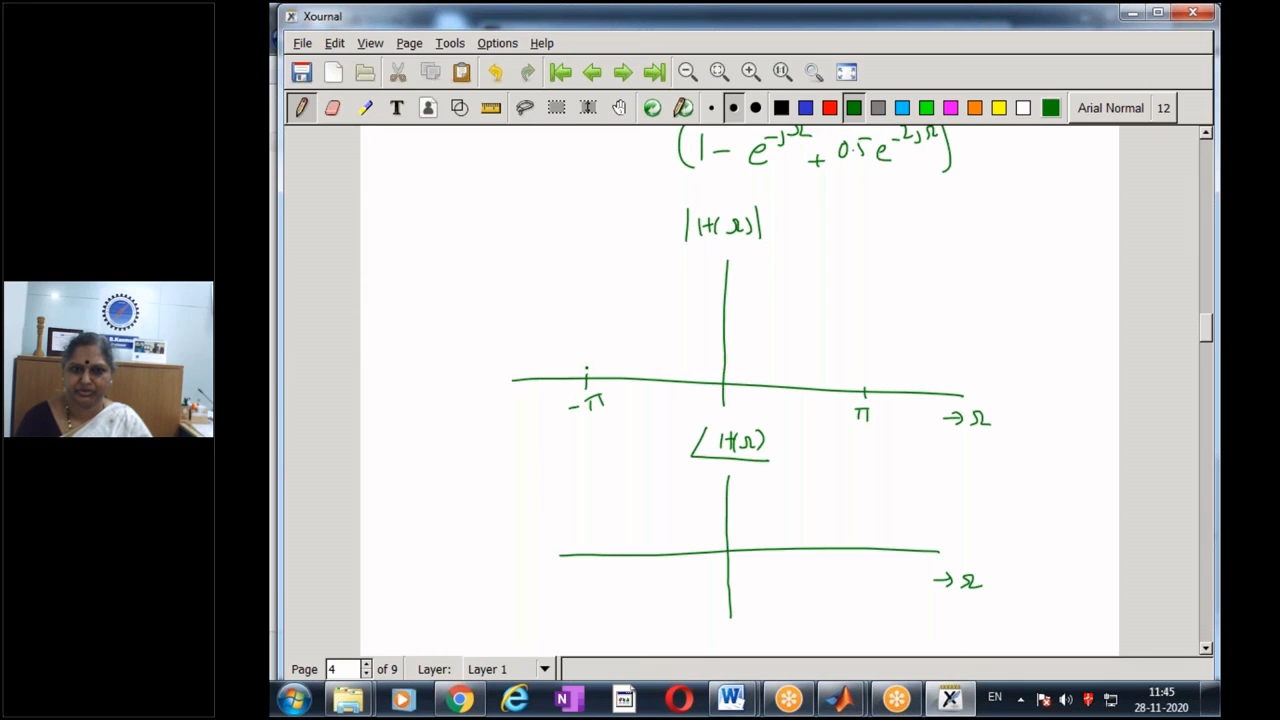 Xournal
File Edit View Page Tools Options Help
Arial Normal 12
(1 - e^{-jΩ} + 0.5e^{-2jΩ})
|H(Ω)|
-π
π
→Ω
∠H(Ω)
→Ω
Page 4 of 9 Layer: Layer 1
EN
11:45
28-11-2020